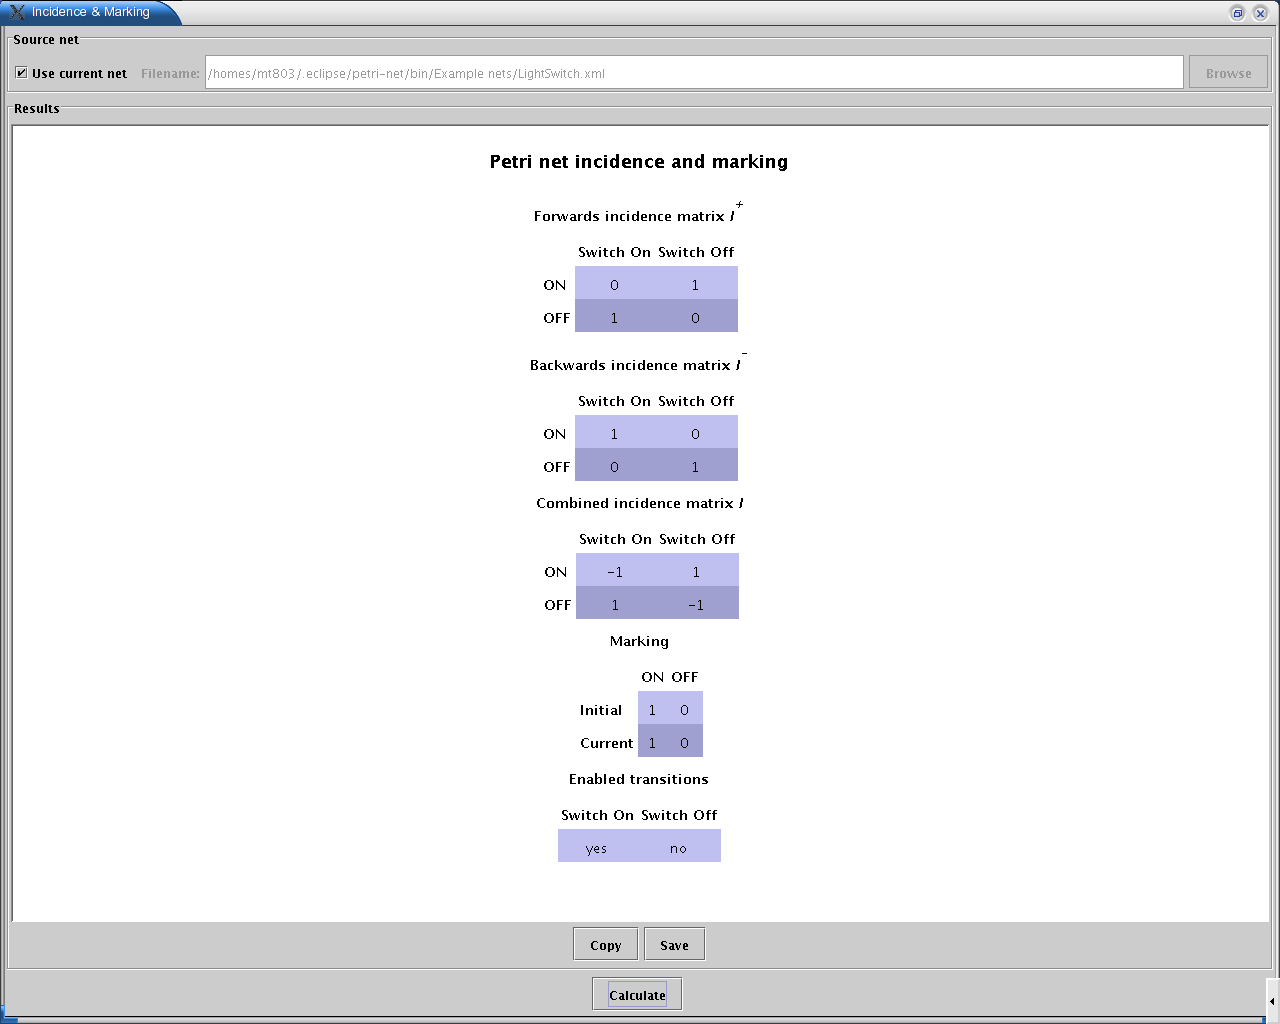 Incidence & Marking
Source net
Use current net Filename: /homes/mt803/.eclipse/petri-net/bin/Example nets/LightSwitch.xml Browse
Results
Petri net incidence and marking
Forwards incidence matrix I+
Switch On Switch Off
ON 0 1
OFF 1 0
Backwards incidence matrix I-
Switch On Switch Off
ON 1 0
OFF 0 1
Combined incidence matrix I
Switch On Switch Off
ON -1 1
OFF 1 -1
Marking
ON OFF
Initial 1 0
Current 1 0
Enabled transitions
Switch On Switch Off
yes no
Copy Save
Calculate